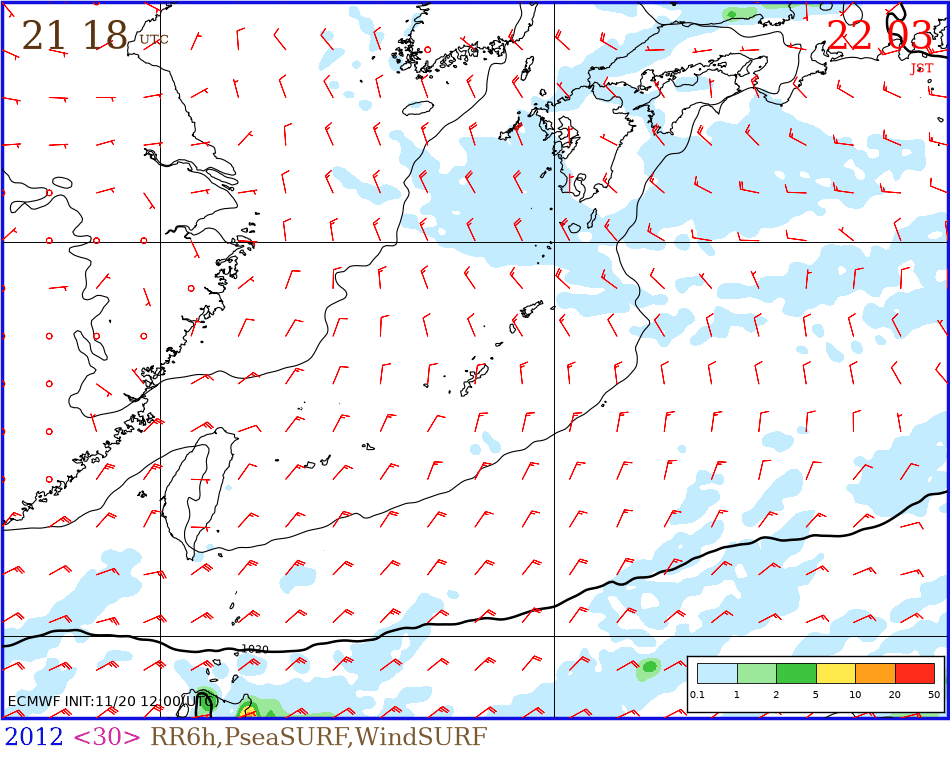 21 18 UTC
22 03
JST
1020
ECMWF INIT:11/20 12:00(UTC)
0.1 1 2 5 10 20 50
2012 <30> RR6h,PseaSURF,WindSURF